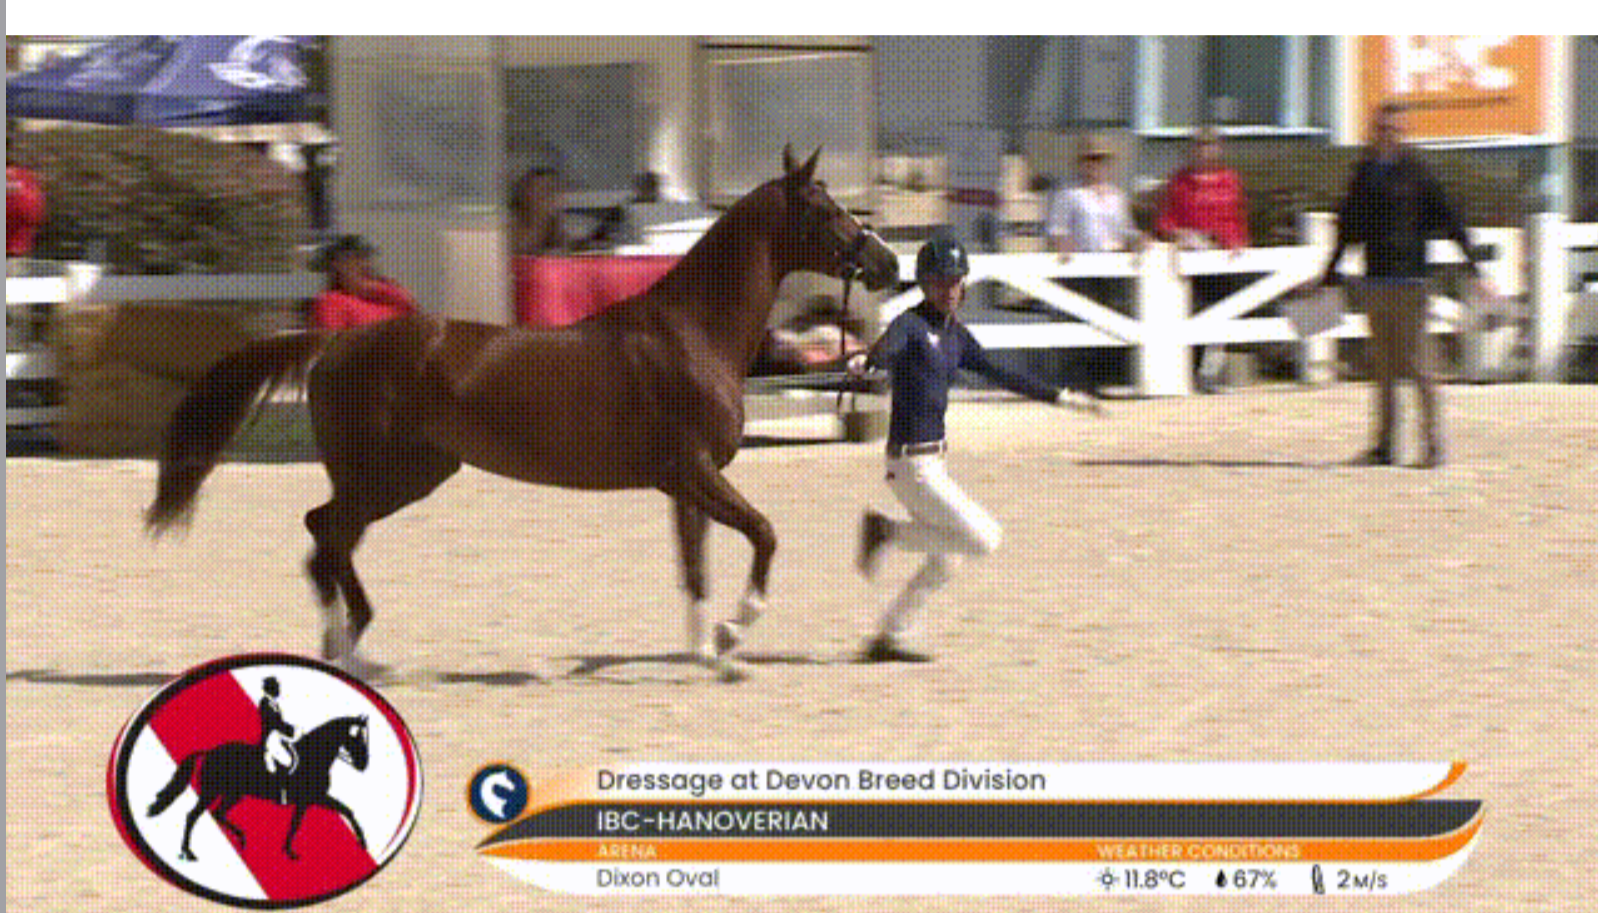 Dressage at Devon Breed Division
IBC-HANOVERIAN
ARENA WEATHER CONDITIONS
Dixon Oval 11.8°C 67% 2 M/S